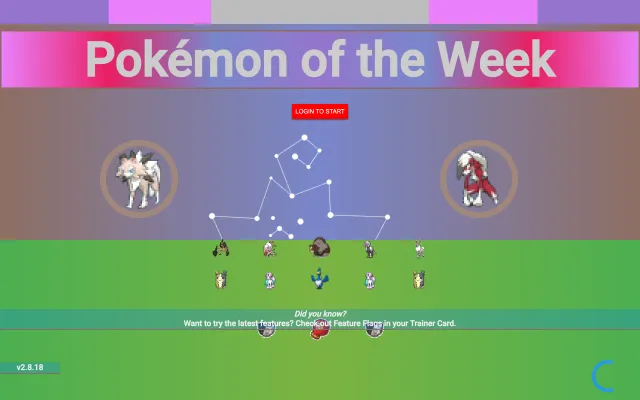 Pokémon of the Week
LOGIN TO START
Did you know?
Want to try the latest features? Check out Feature Flags in your Trainer Card.
v2.8.18